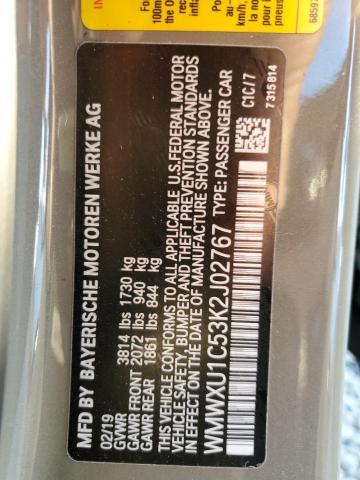 MFD BY BAYERISCHE MOTOREN WERKE AG
02/19
GVWR 3814 lbs 1730 kg
GAWR FRONT 2072 lbs 940 kg
GAWR REAR 1861 lbs 844 kg
THIS VEHICLE CONFORMS TO ALL APPLICABLE U.S.FEDERAL MOTOR
VEHICLE SAFETY, BUMPER AND THEFT PREVENTION STANDARDS
IN EFFECT ON THE DATE OF MANUFACTURE SHOWN ABOVE.
WMWXU1C53K2J02767 TYPE: PASSENGER CAR
C1C/7
7 315 814